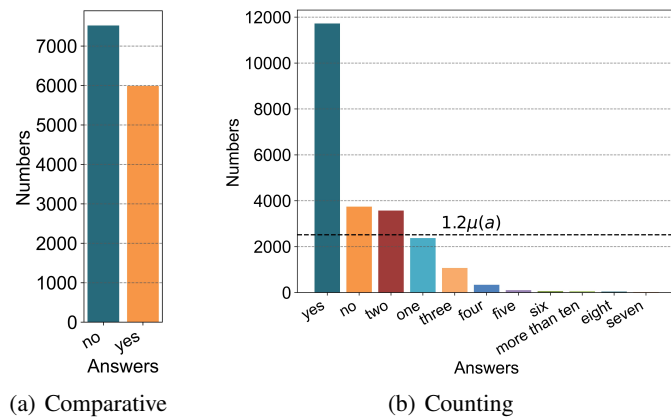 Numbers
7000
6000
5000
4000
3000
2000
1000
0
no
yes
Answers
(a) Comparative
Numbers
12000
10000
8000
6000
4000
2000
0
1.2μ(a)
yes
no
two
one
three
four
five
six
more than ten
eight
seven
Answers
(b) Counting